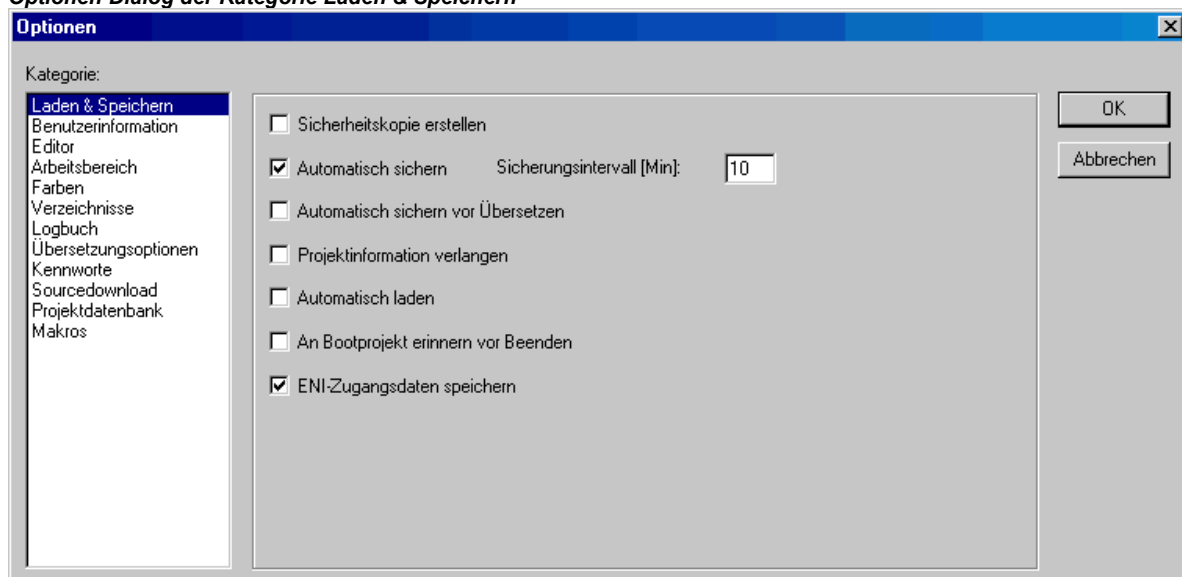 Optionen Dialog der Kategorie Laden & Speichern
Optionen
Kategorie:
Laden & Speichern
Benutzerinformation
Editor
Arbeitsbereich
Farben
Verzeichnisse
Logbuch
Übersetzungsoptionen
Kennworte
Sourcedownload
Projektdatenbank
Makros
Sicherheitskopie erstellen
Automatisch sichern Sicherungsintervall [Min]: 10
Automatisch sichern vor Übersetzen
Projektinformation verlangen
Automatisch laden
An Bootprojekt erinnern vor Beenden
ENI-Zugangsdaten speichern
OK
Abbrechen